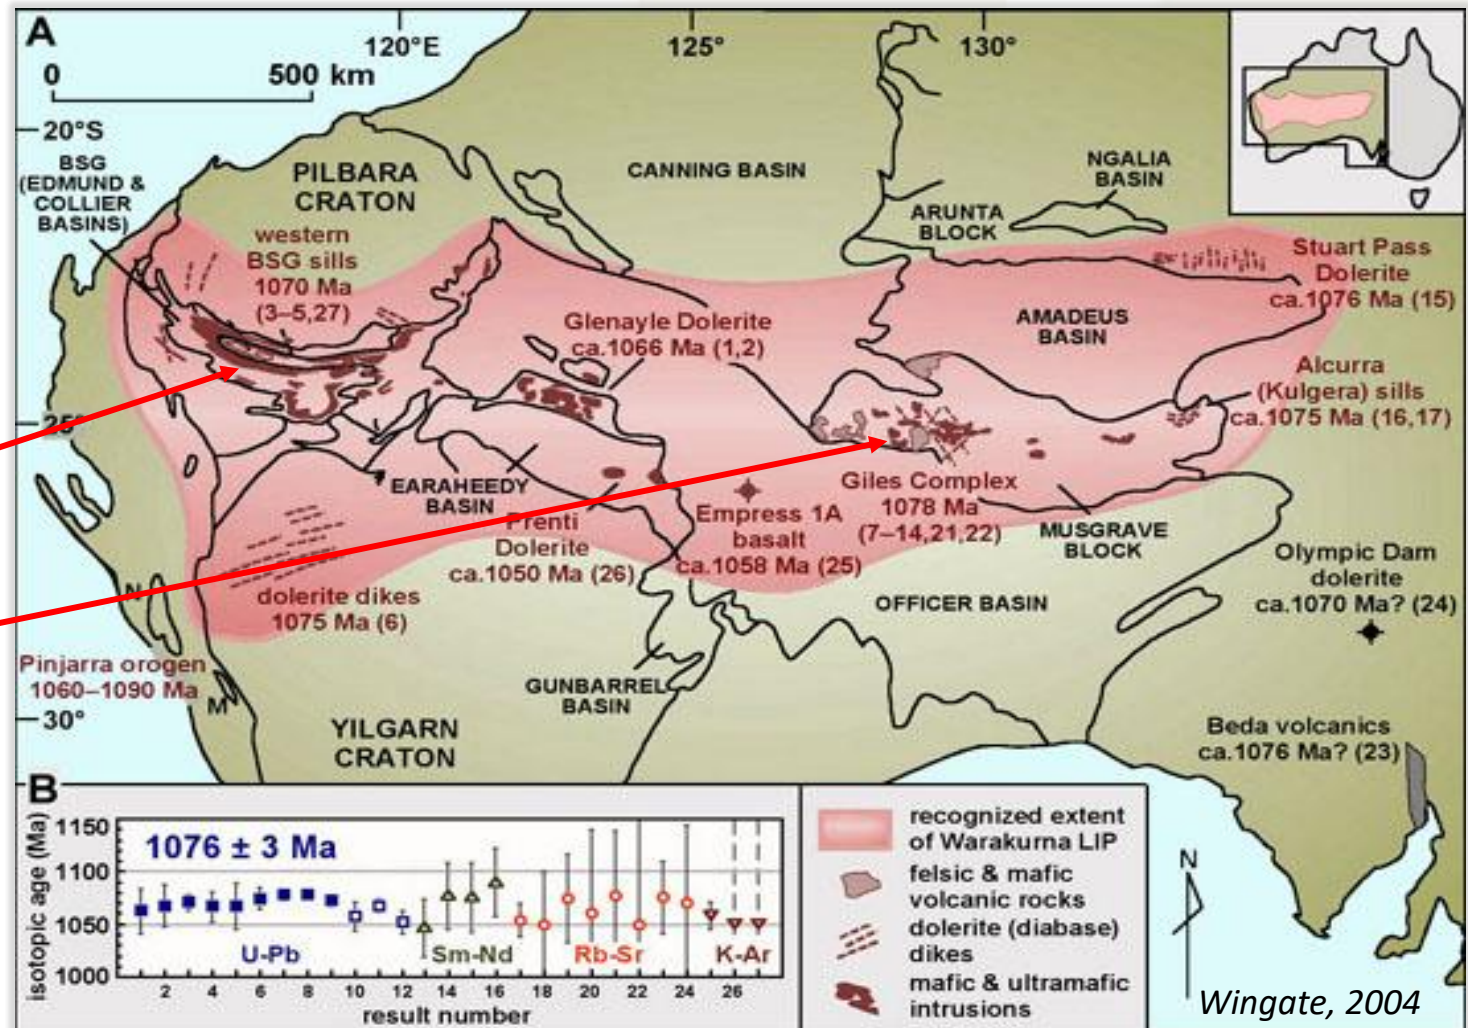 A
120°E
125°
130°
0
500 km
20°S
BSG
(EDMUND &
COLLIER
BASINS)
PILBARA
CRATON
CANNING BASIN
NGALIA
BASIN
ARUNTA
BLOCK
western
BSG sills
1070 Ma
(3–5,27)
Stuart Pass
Dolerite
ca.1076 Ma (15)
Glenayle Dolerite
ca.1066 Ma (1,2)
AMADEUS
BASIN
Alcurra
(Kulgera) sills
ca.1075 Ma (16,17)
25°
EARAHEEDY
BASIN
Prenti
Dolerite
ca.1050 Ma (26)
Empress 1A
basalt
ca.1058 Ma (25)
Giles Complex
1078 Ma
(7–14,21,22)
MUSGRAVE
BLOCK
Olympic Dam
dolerite
ca.1070 Ma? (24)
N
dolerite dikes
1075 Ma (6)
OFFICER BASIN
Pinjarra orogen
1060–1090 Ma
M
GUNBARREL
BASIN
30°
YILGARN
CRATON
Beda volcanics
ca.1076 Ma? (23)
B
isotopic age (Ma)
1150
1100
1050
1000
1076 ± 3 Ma
U-Pb
Sm-Nd
Rb-Sr
K-Ar
2 4 6 8 10 12 14 16 18 20 22 24 26
result number
recognized extent
of Warakurna LIP
felsic & mafic
volcanic rocks
dolerite (diabase)
dikes
mafic & ultramafic
intrusions
N
Wingate, 2004